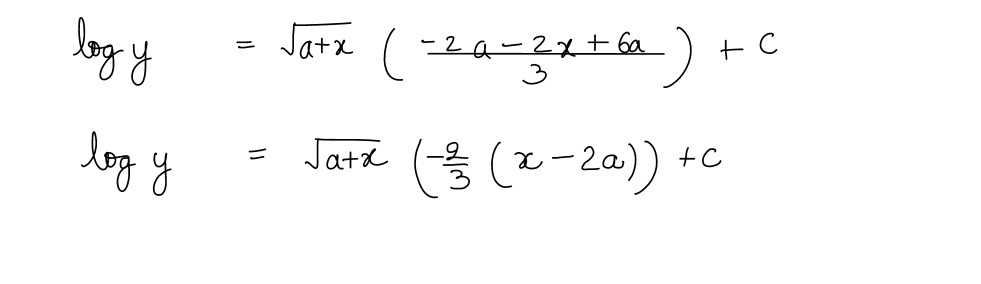 log y = √(a+x) ( (-2a - 2x + 6a)/3 ) + C
log y = √(a+x) ( -2/3 ( x - 2a) ) + C